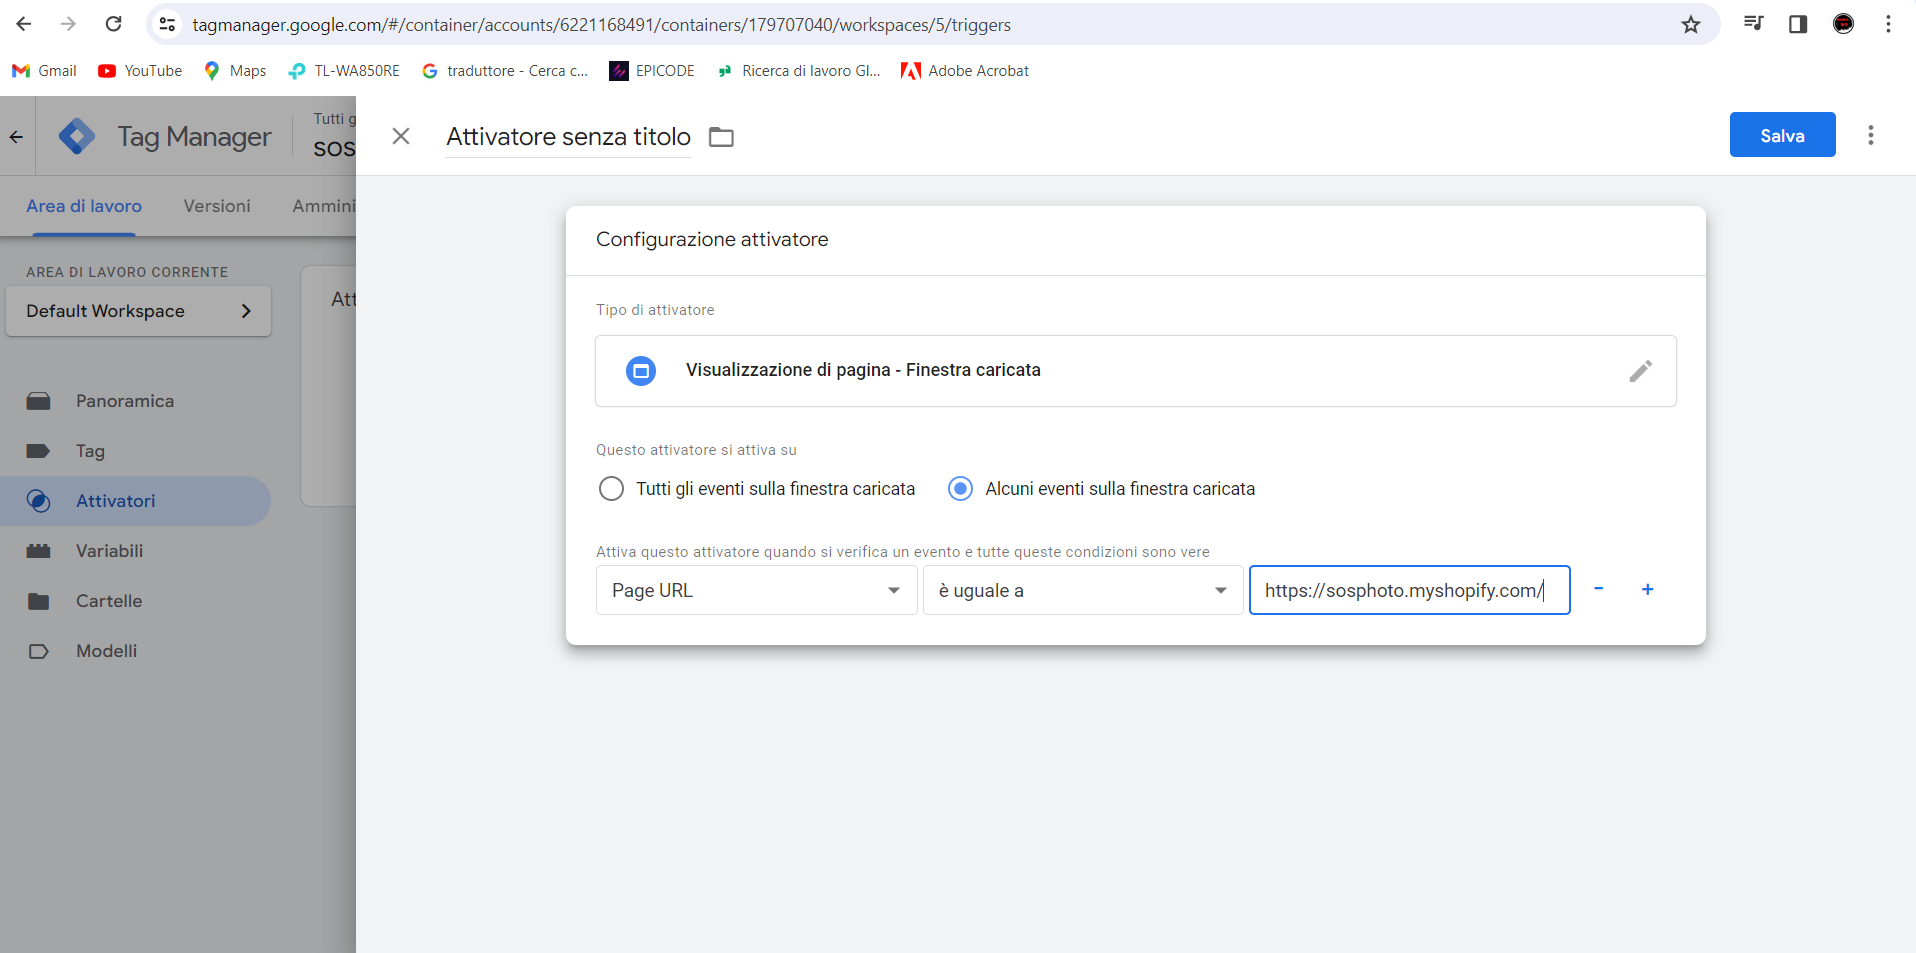 tagmanager.google.com/#/container/accounts/6221168491/containers/179707040/workspaces/5/triggers
Gmail YouTube Maps TL-WA850RE traduttore - Cerca c... EPICODE Ricerca di lavoro Gl... Adobe Acrobat
Tag Manager
Tutti g
SOS
Attivatore senza titolo
Salva
Area di lavoro Versioni Ammini
AREA DI LAVORO CORRENTE
Default Workspace
Panoramica
Tag
Attivatori
Variabili
Cartelle
Modelli
Att
Configurazione attivatore
Tipo di attivatore
Visualizzazione di pagina - Finestra caricata
Questo attivatore si attiva su
Tutti gli eventi sulla finestra caricata Alcuni eventi sulla finestra caricata
Attiva questo attivatore quando si verifica un evento e tutte queste condizioni sono vere
Page URL è uguale a https://sosphoto.myshopify.com/ - +